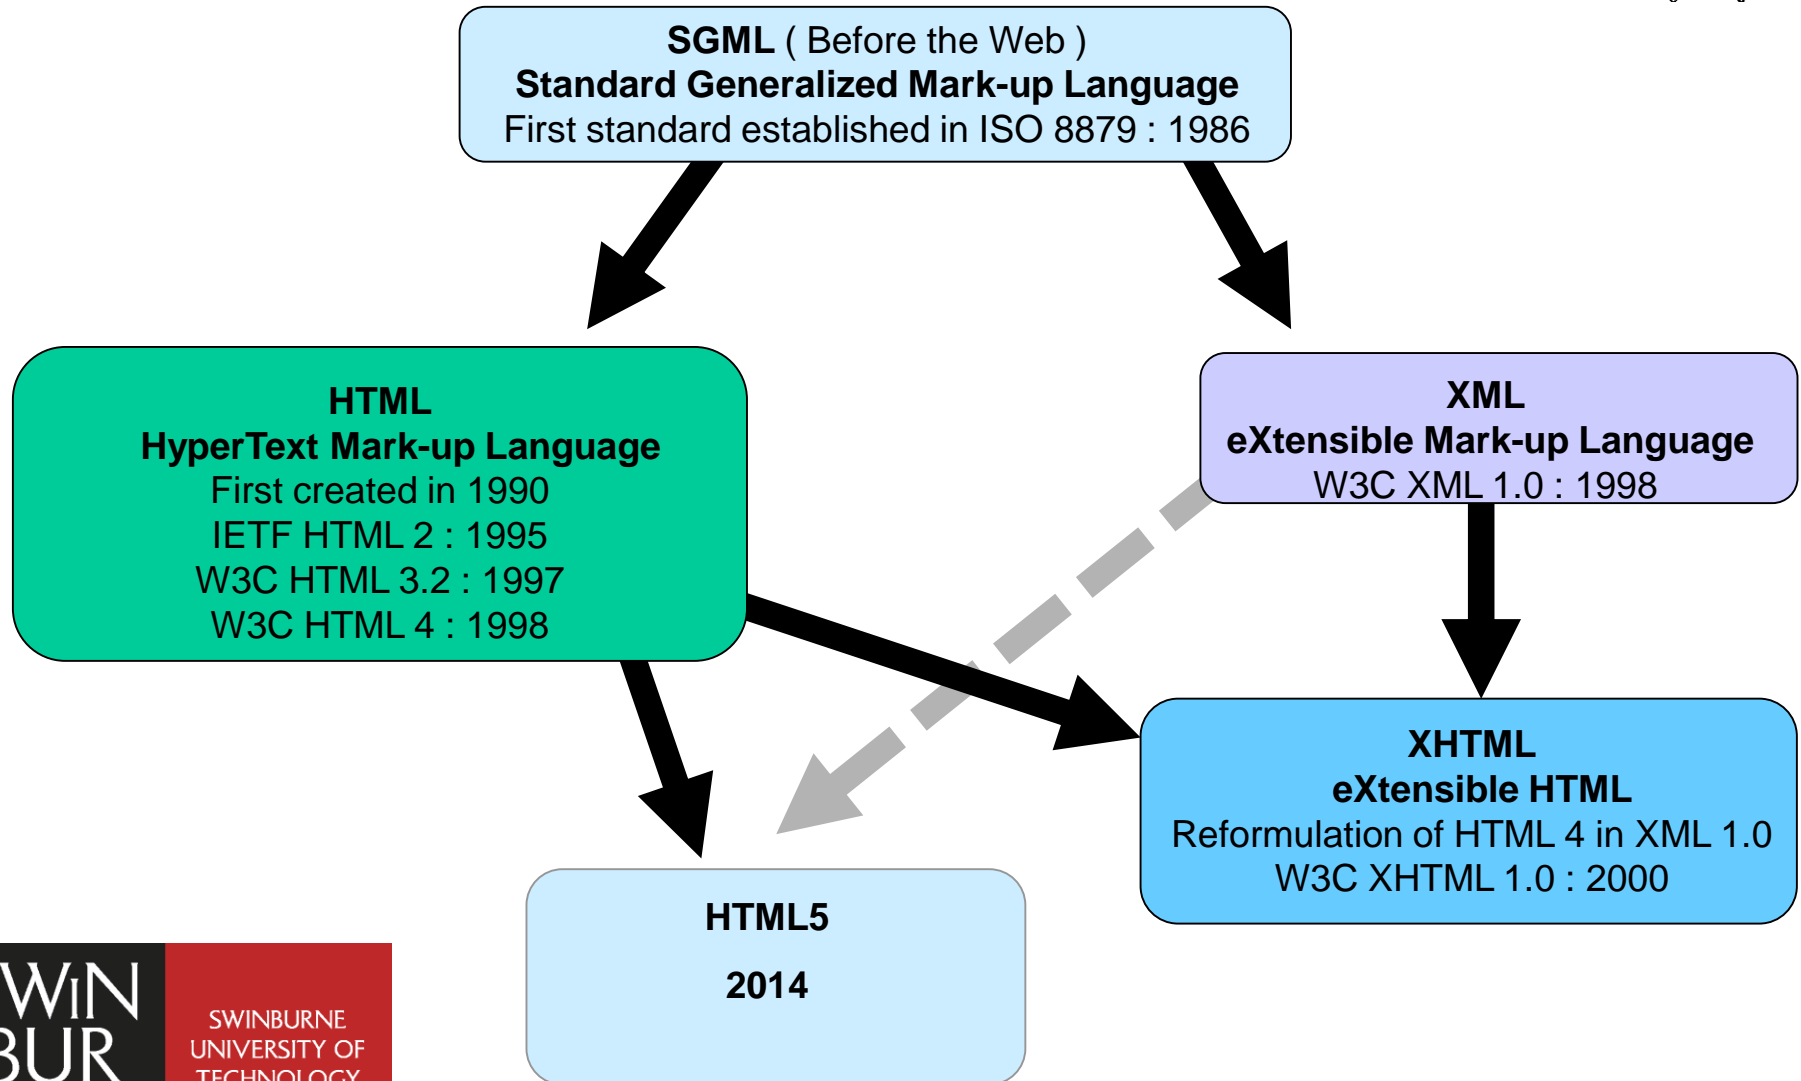 SGML ( Before the Web )
Standard Generalized Mark-up Language
First standard established in ISO 8879 : 1986
HTML
HyperText Mark-up Language
First created in 1990
IETF HTML 2 : 1995
W3C HTML 3.2 : 1997
W3C HTML 4 : 1998
XML
eXtensible Mark-up Language
W3C XML 1.0 : 1998
XHTML
eXtensible HTML
Reformulation of HTML 4 in XML 1.0
W3C XHTML 1.0 : 2000
HTML5
2014
WIN
BUR
SWINBURNE
UNIVERSITY OF
TECHNOLOGY